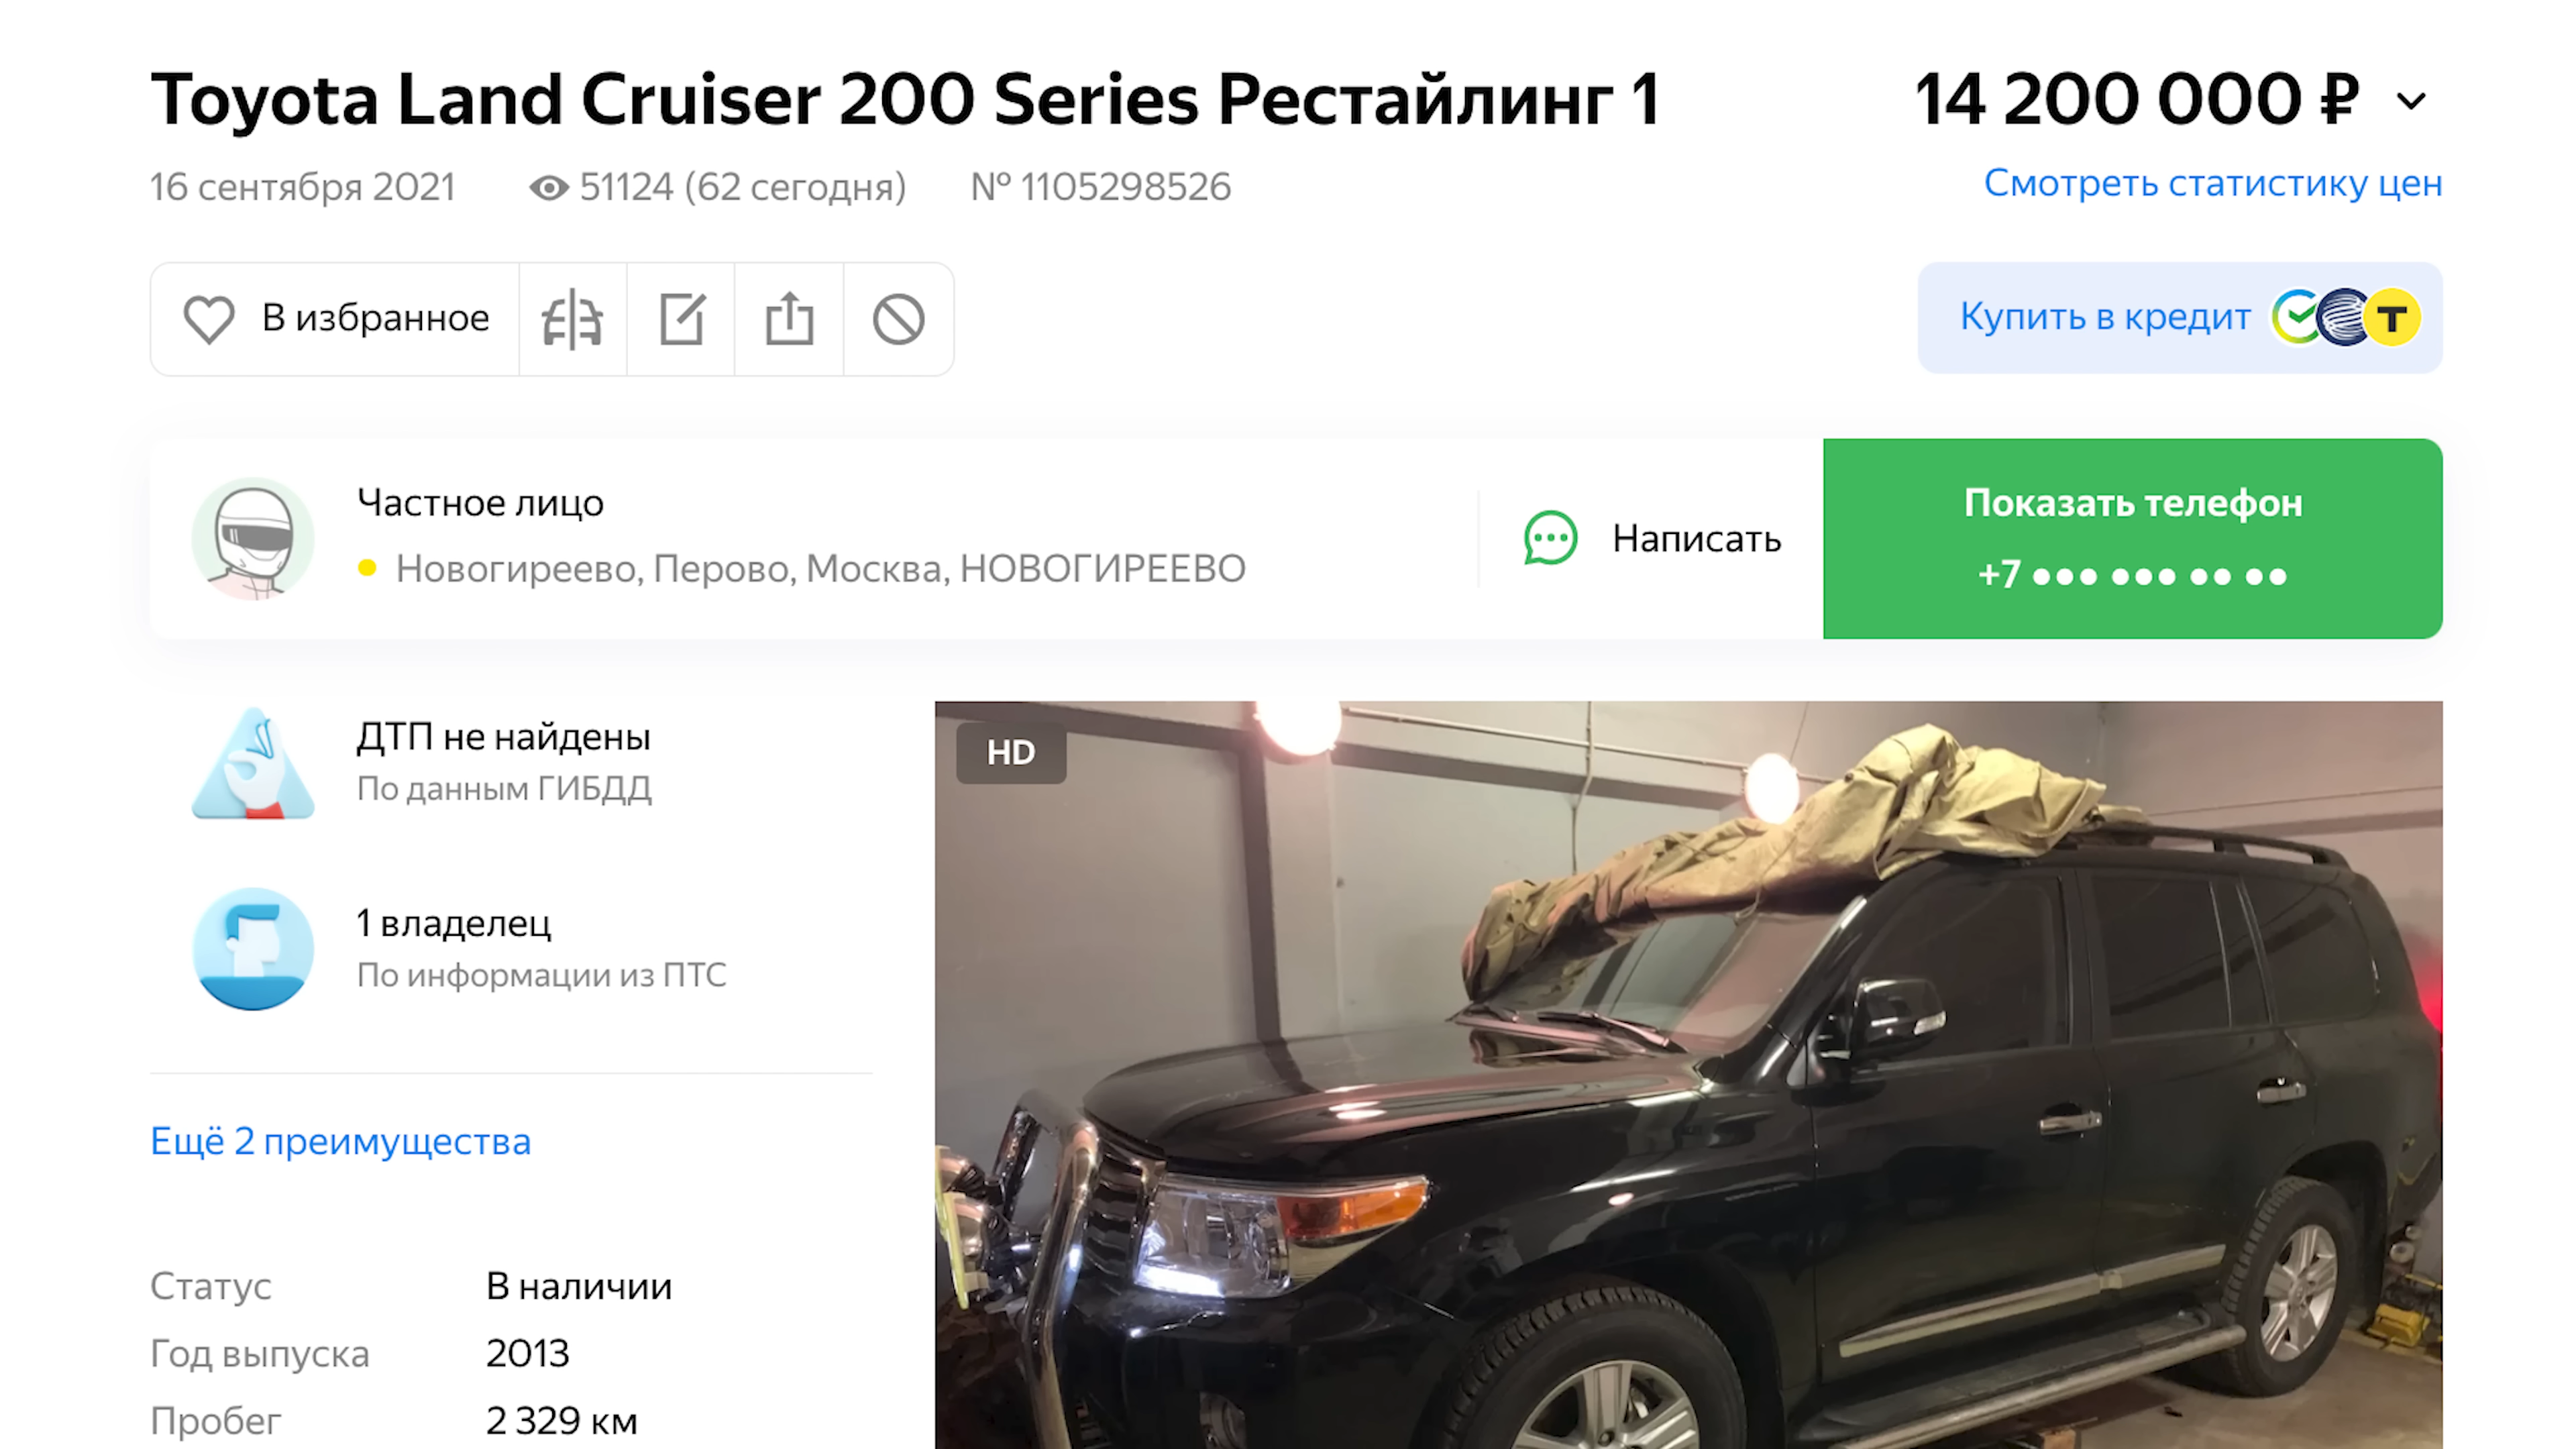 Toyota Land Cruiser 200 Series Рестайлинг 1
14 200 000 ₽
16 сентября 2021 51124 (62 сегодня) № 1105298526
Смотреть статистику цен
В избранное
Купить в кредит
T
Частное лицо
Новогиреево, Перово, Москва, НОВОГИРЕЕВО
Написать
Показать телефон
+7 ••• ••• •• ••
ДТП не найдены
По данным ГИБДД
1 владелец
По информации из ПТС
Ещё 2 преимущества
Статус В наличии
Год выпуска 2013
Пробег 2 329 км
HD